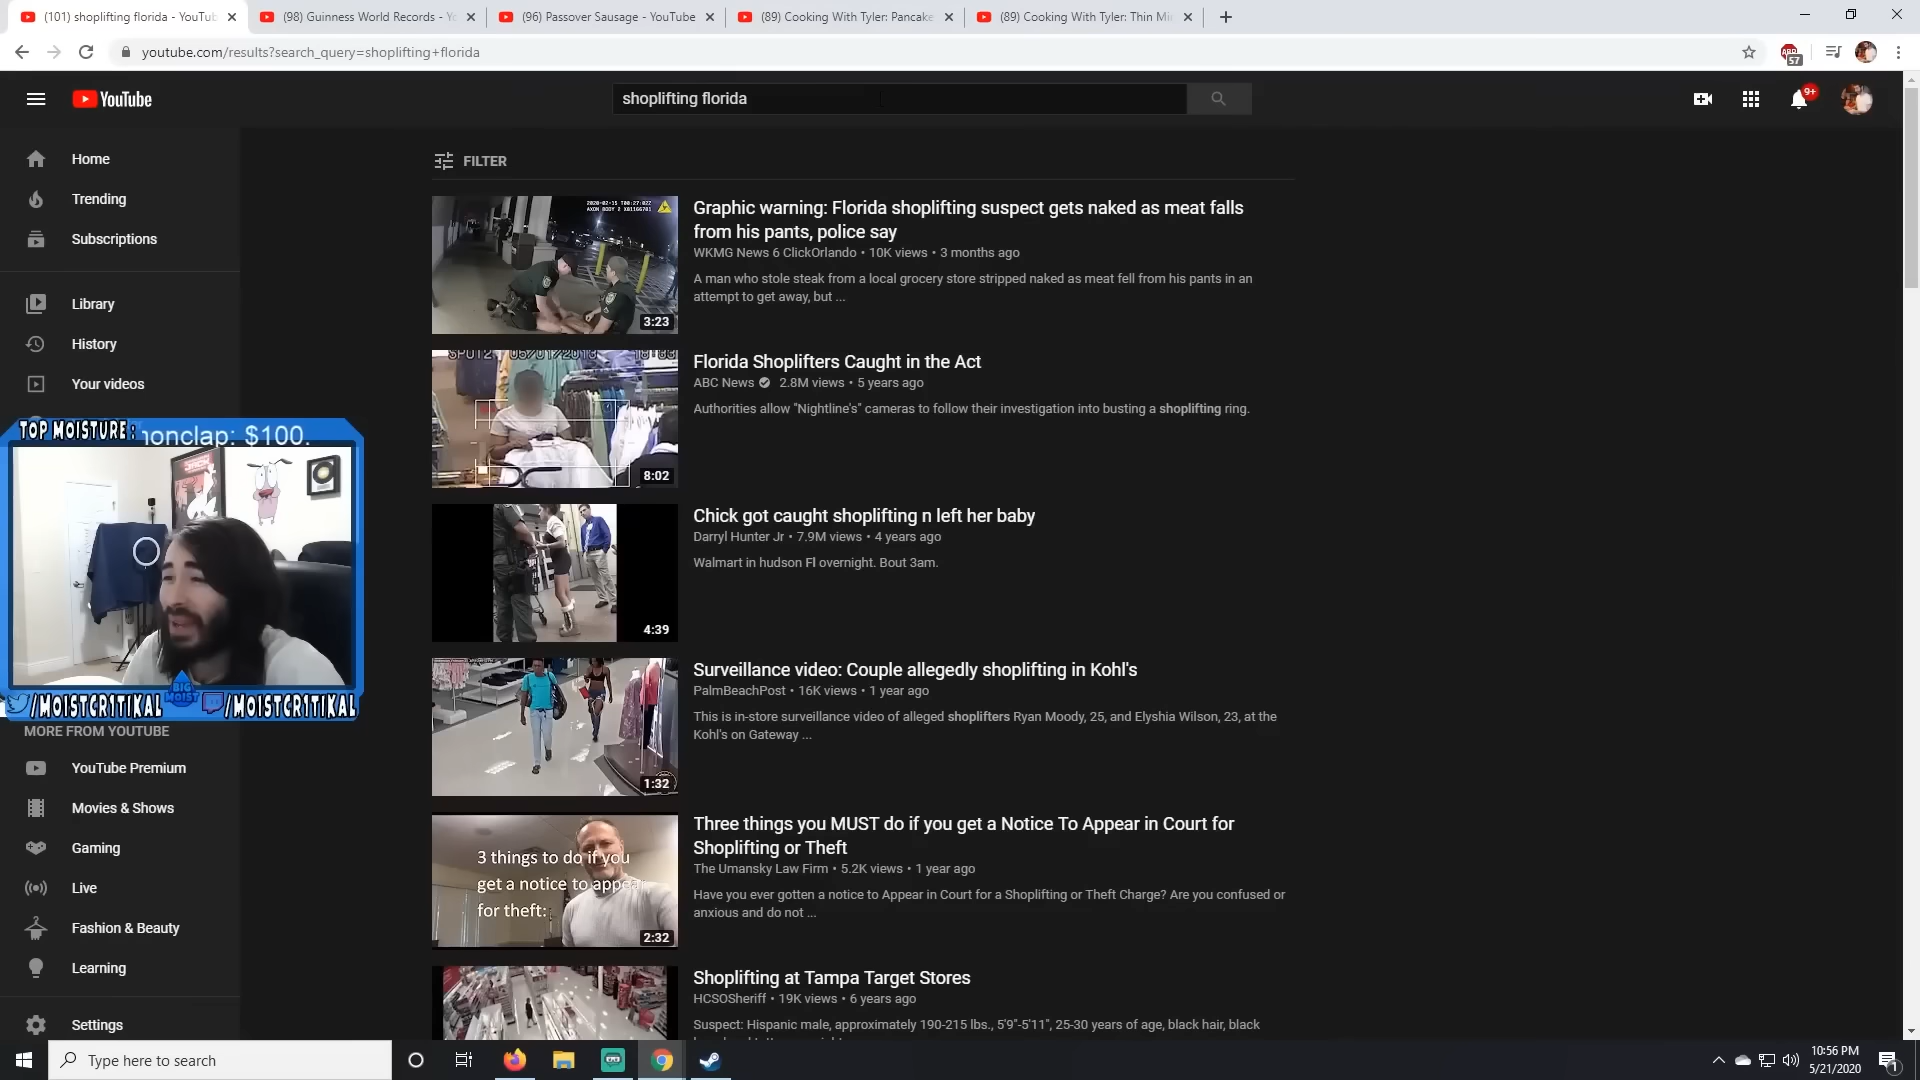 (101) shoplifting florida - YouTub
(98) Guinness World Records - Yo
(96) Passover Sausage - YouTube
(89) Cooking With Tyler: Pancake
(89) Cooking With Tyler: Thin Mi
youtube.com/results?search_query=shoplifting+florida
57
YouTube
shoplifting florida
9+
Home
Trending
Subscriptions
Library
History
Your videos
TOP MOISTURE:
nonclap: $100.
BIG MOIST
/MOISTCR1TIKAL
/MOISTCR1TIKAL
MORE FROM YOUTUBE
YouTube Premium
Movies & Shows
Gaming
Live
Fashion & Beauty
Learning
Settings
FILTER
3:23
Graphic warning: Florida shoplifting suspect gets naked as meat falls
from his pants, police say
WKMG News 6 ClickOrlando • 10K views • 3 months ago
A man who stole steak from a local grocery store stripped naked as meat fell from his pants in an
attempt to get away, but ...
8:02
Florida Shoplifters Caught in the Act
ABC News 2.8M views • 5 years ago
Authorities allow "Nightline's" cameras to follow their investigation into busting a shoplifting ring.
4:39
Chick got caught shoplifting n left her baby
Darryl Hunter Jr • 7.9M views • 4 years ago
Walmart in hudson Fl overnight. Bout 3am.
1:32
Surveillance video: Couple allegedly shoplifting in Kohl's
PalmBeachPost • 16K views • 1 year ago
This is in-store surveillance video of alleged shoplifters Ryan Moody, 25, and Elyshia Wilson, 23, at the
Kohl's on Gateway ...
3 things to do if you
get a notice to appear
for theft:
2:32
Three things you MUST do if you get a Notice To Appear in Court for
Shoplifting or Theft
The Umansky Law Firm • 5.2K views • 1 year ago
Have you ever gotten a notice to Appear in Court for a Shoplifting or Theft Charge? Are you confused or
anxious and do not ...
Shoplifting at Tampa Target Stores
HCSOSheriff • 19K views • 6 years ago
Suspect: Hispanic male, approximately 190-215 lbs., 5'9"-5'11", 25-30 years of age, black hair, black
Type here to search
10:56 PM
5/21/2020
1